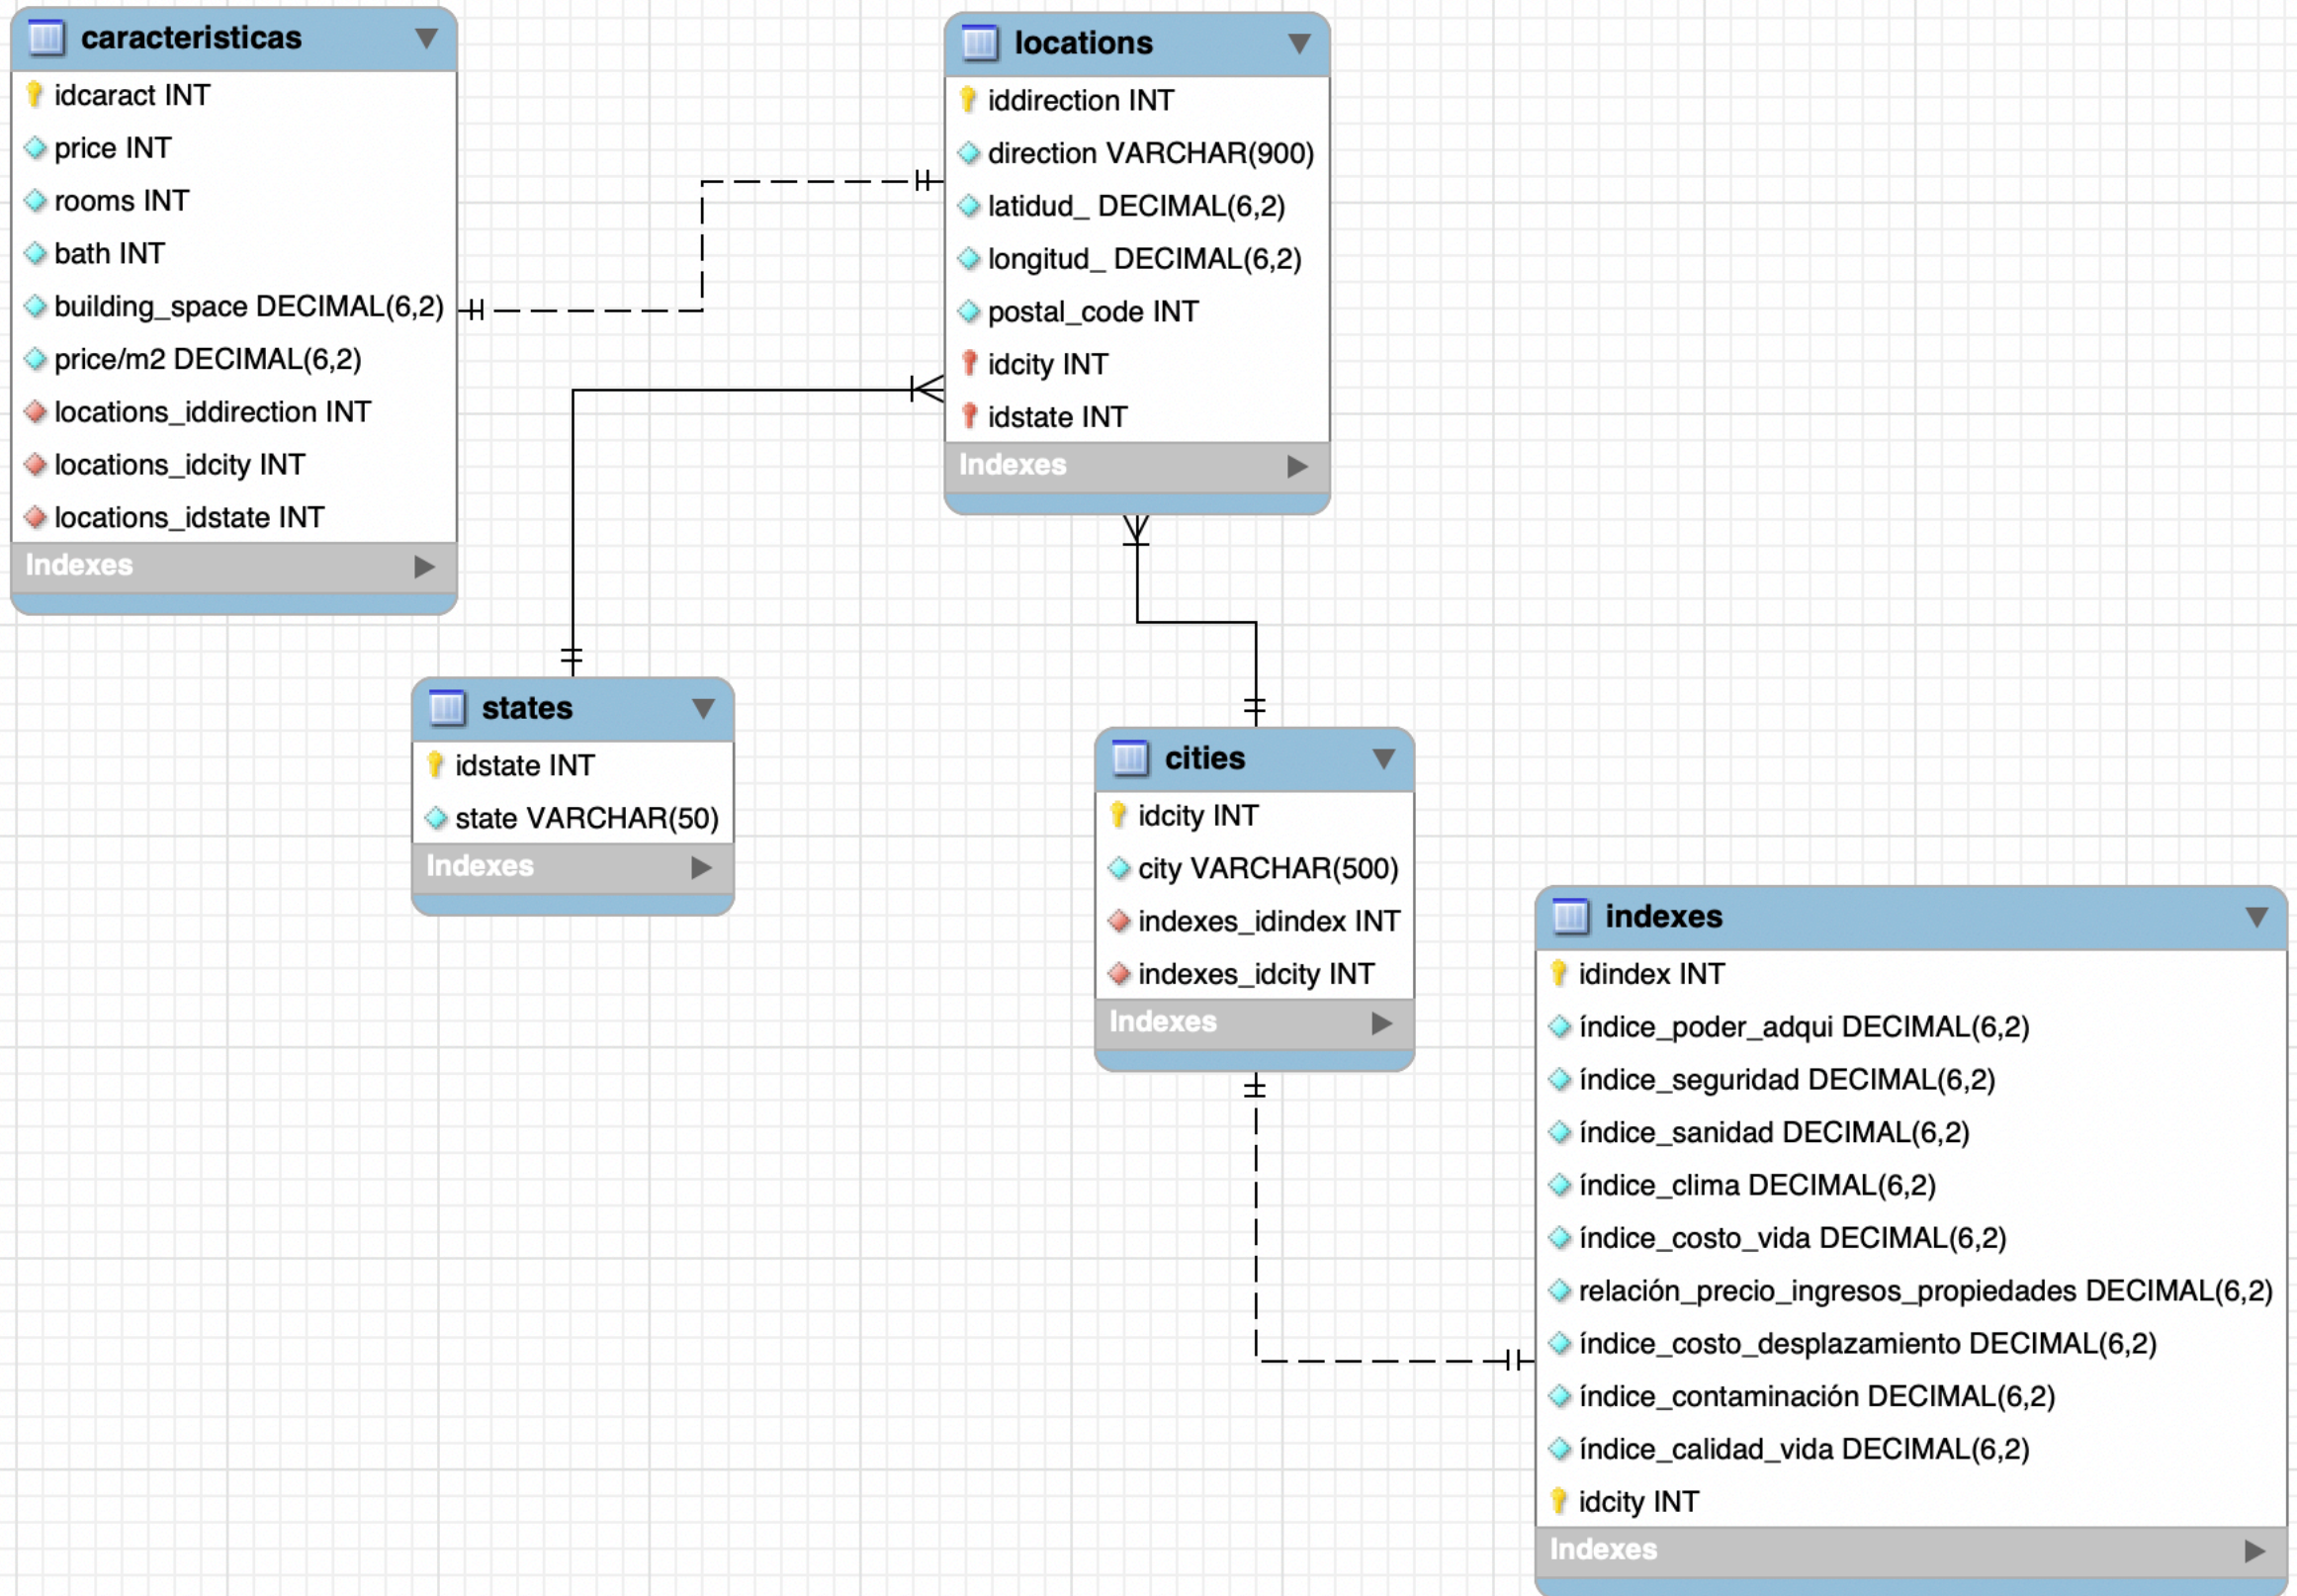 caracteristicas
idcaract INT
price INT
rooms INT
bath INT
building_space DECIMAL(6,2)
price/m2 DECIMAL(6,2)
locations_iddirection INT
locations_idcity INT
locations_idstate INT
Indexes
locations
iddirection INT
direction VARCHAR(900)
latidud_ DECIMAL(6,2)
longitud_ DECIMAL(6,2)
postal_code INT
idcity INT
idstate INT
Indexes
states
idstate INT
state VARCHAR(50)
Indexes
cities
idcity INT
city VARCHAR(500)
indexes_idindex INT
indexes_idcity INT
Indexes
indexes
idindex INT
índice_poder_adqui DECIMAL(6,2)
índice_seguridad DECIMAL(6,2)
índice_sanidad DECIMAL(6,2)
índice_clima DECIMAL(6,2)
índice_costo_vida DECIMAL(6,2)
relación_precio_ingresos_propiedades DECIMAL(6,2)
índice_costo_desplazamiento DECIMAL(6,2)
índice_contaminación DECIMAL(6,2)
índice_calidad_vida DECIMAL(6,2)
idcity INT
Indexes